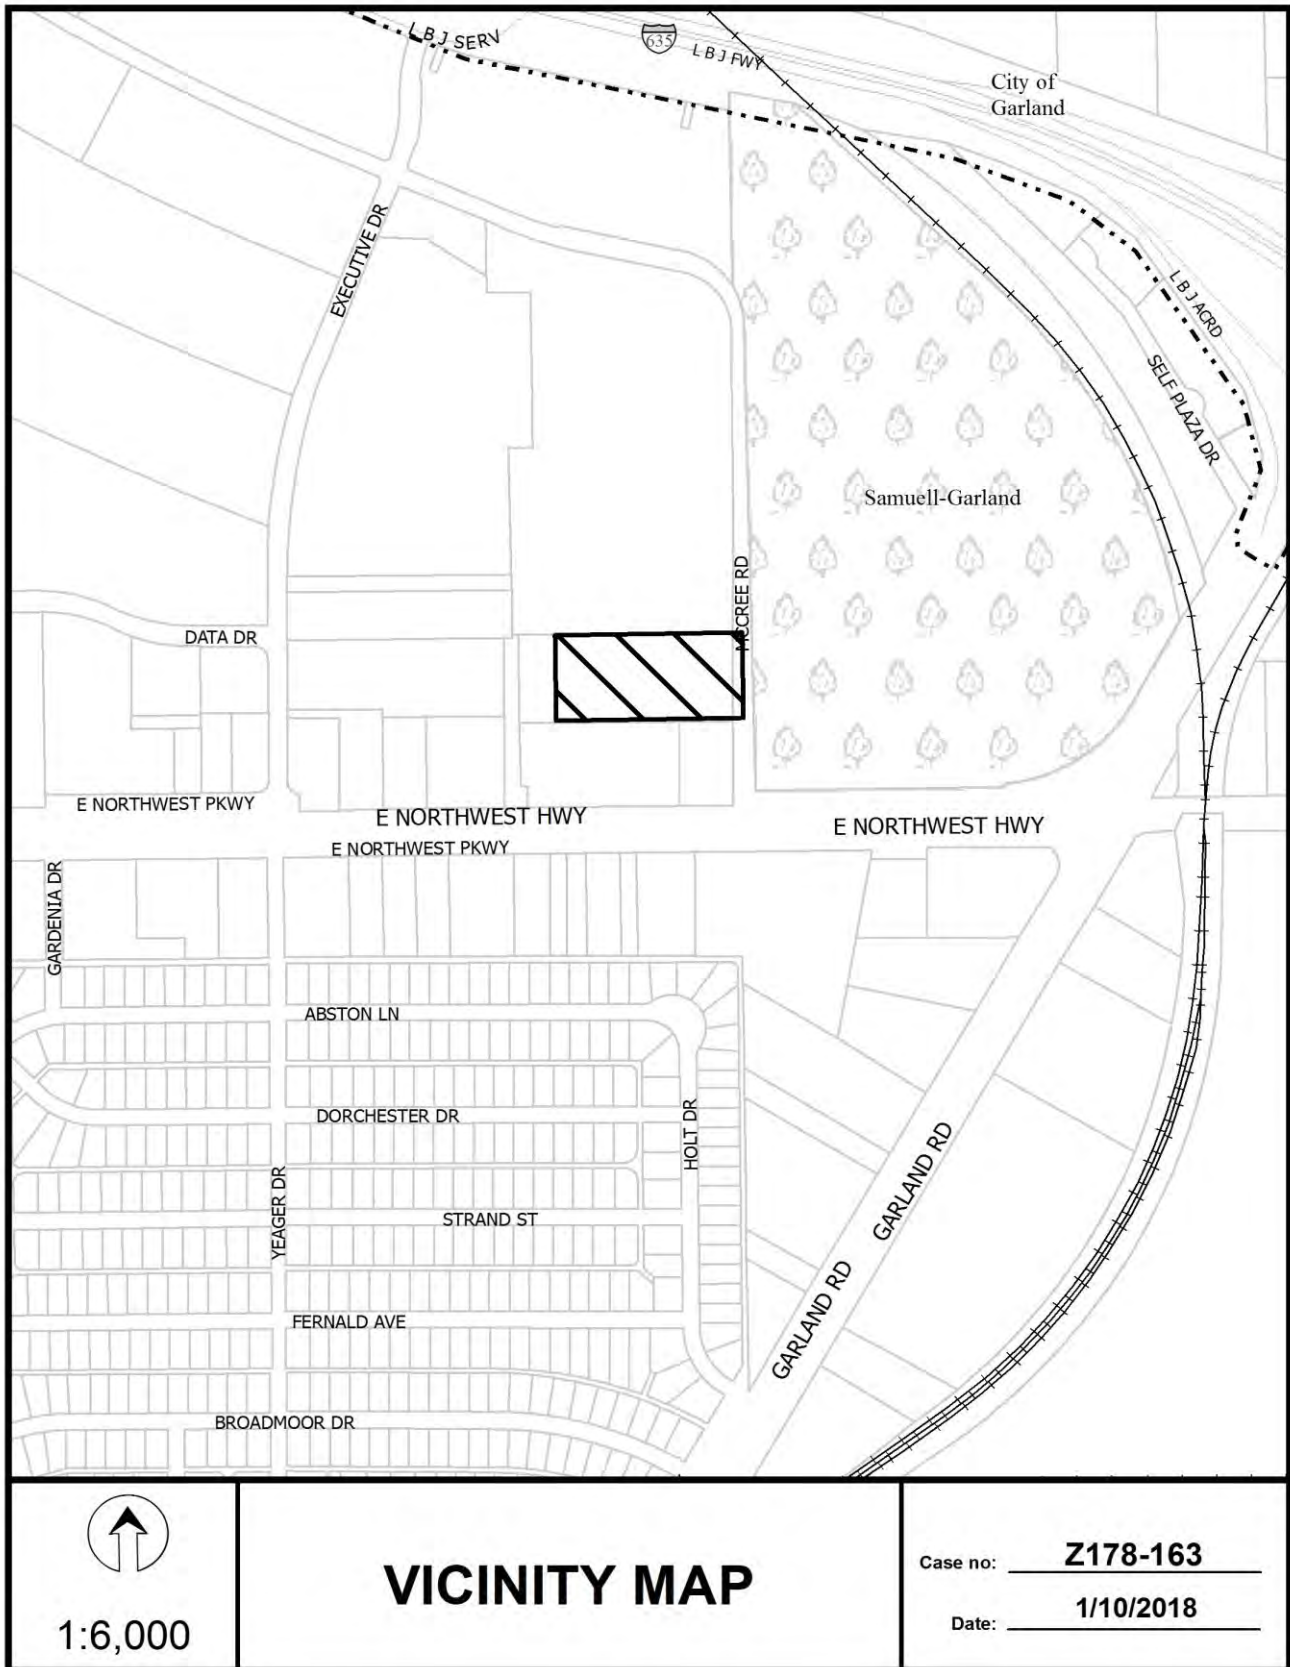 L B J SERV
635
L B J FWY
City of
Garland
EXECUTIVE DR
L B J ACRD
SELF PLAZA DR
Samuell-Garland
MCCREE RD
DATA DR
E NORTHWEST PKWY
E NORTHWEST HWY
E NORTHWEST HWY
E NORTHWEST PKWY
GARDENIA DR
ABSTON LN
DORCHESTER DR
HOLT DR
GARLAND RD
YEAGER DR
STRAND ST
GARLAND RD
FERNALD AVE
BROADMOOR DR
1:6,000
VICINITY MAP
Case no: Z178-163
Date: 1/10/2018